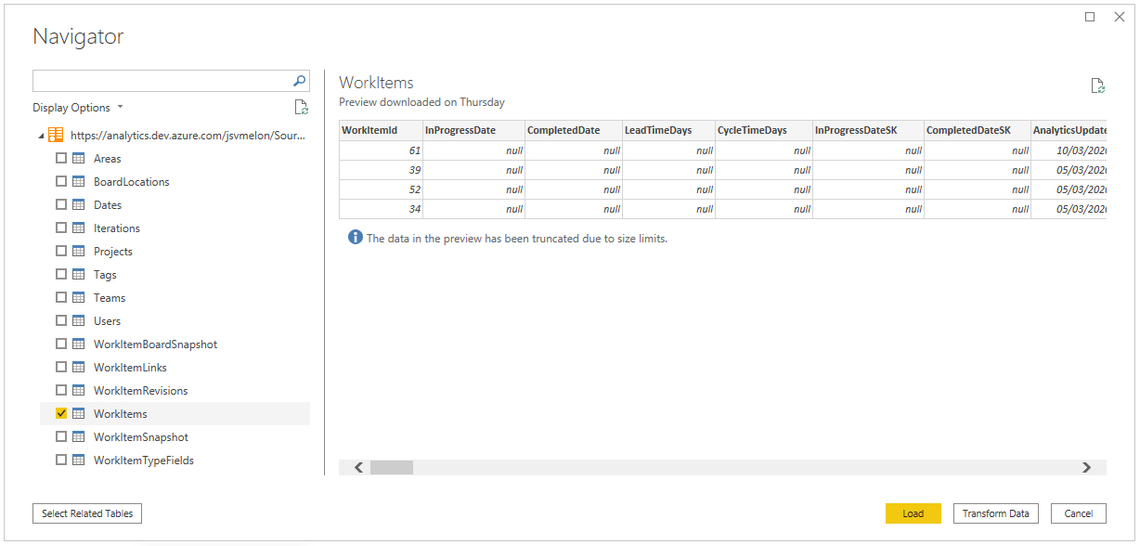 Navigator
Display Options
https://analytics.dev.azure.com/jsvmelon/Sour...
Areas
BoardLocations
Dates
Iterations
Projects
Tags
Teams
Users
WorkItemBoardSnapshot
WorkItemLinks
WorkItemRevisions
WorkItems
WorkItemSnapshot
WorkItemTypeFields
Select Related Tables
WorkItems
Preview downloaded on Thursday
WorkItemId InProgressDate CompletedDate LeadTimeDays CycleTimeDays InProgressDateSK CompletedDateSK AnalyticsUpdate
61 null null null null null null 10/03/2020
39 null null null null null null 05/03/2020
52 null null null null null null 05/03/2020
34 null null null null null null 05/03/2020
The data in the preview has been truncated due to size limits.
Load Transform Data Cancel